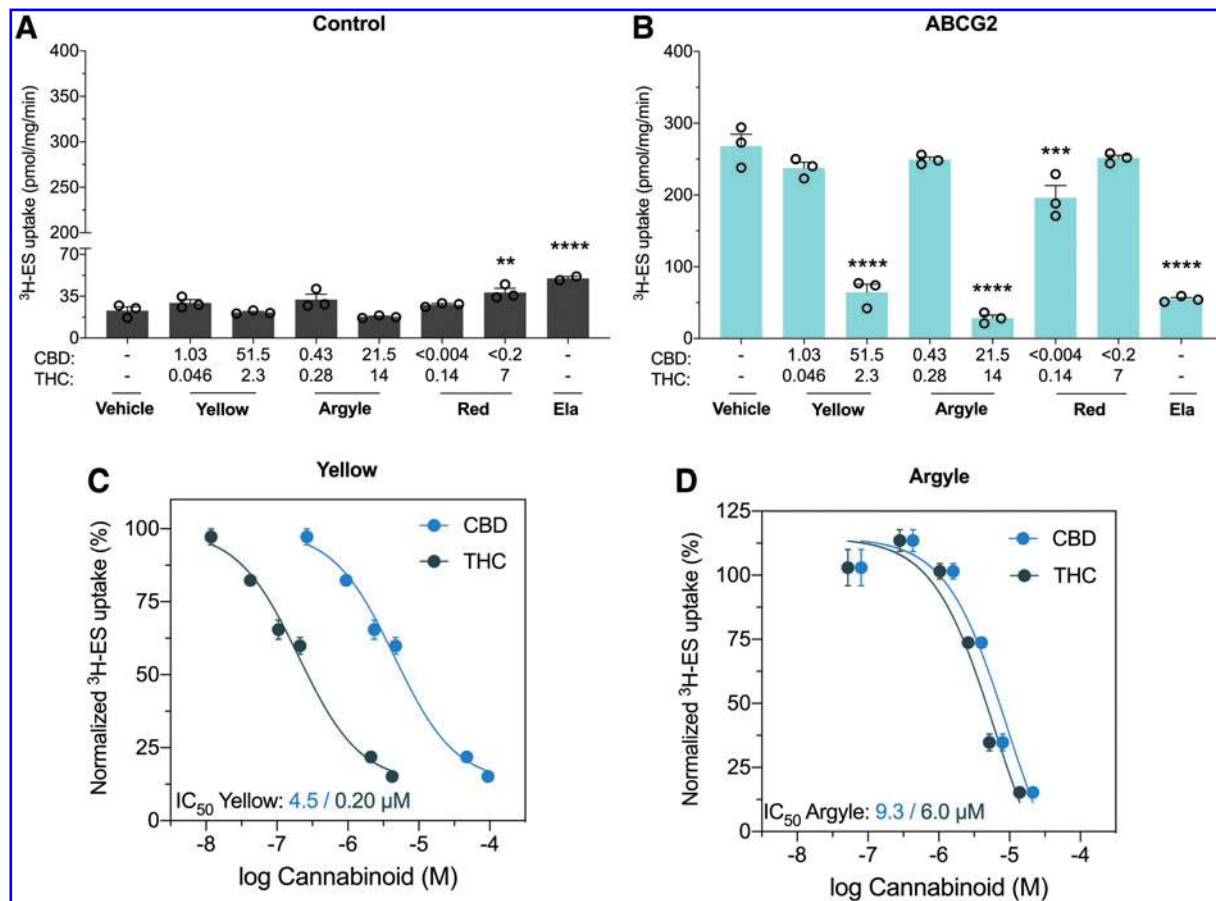 A Control
³H-ES uptake (pmol/mg/min)
400
350
300
250
200
70
35
0
**
****
CBD: - 1.03 51.5 0.43 21.5 <0.004 <0.2 -
THC: - 0.046 2.3 0.28 14 0.14 7 -
Vehicle Yellow Argyle Red Ela
B ABCG2
³H-ES uptake (pmol/mg/min)
400
300
200
100
0
****
****
***
****
CBD: - 1.03 51.5 0.43 21.5 <0.004 <0.2 -
THC: - 0.046 2.3 0.28 14 0.14 7 -
Vehicle Yellow Argyle Red Ela
C Yellow
Normalized ³H-ES uptake (%)
100
75
50
25
0
CBD
THC
IC₅₀ Yellow: 4.5 / 0.20 µM
-8 -7 -6 -5 -4
log Cannabinoid (M)
D Argyle
Normalized ³H-ES uptake (%)
125
100
75
50
25
0
CBD
THC
IC₅₀ Argyle: 9.3 / 6.0 µM
-8 -7 -6 -5 -4
log Cannabinoid (M)